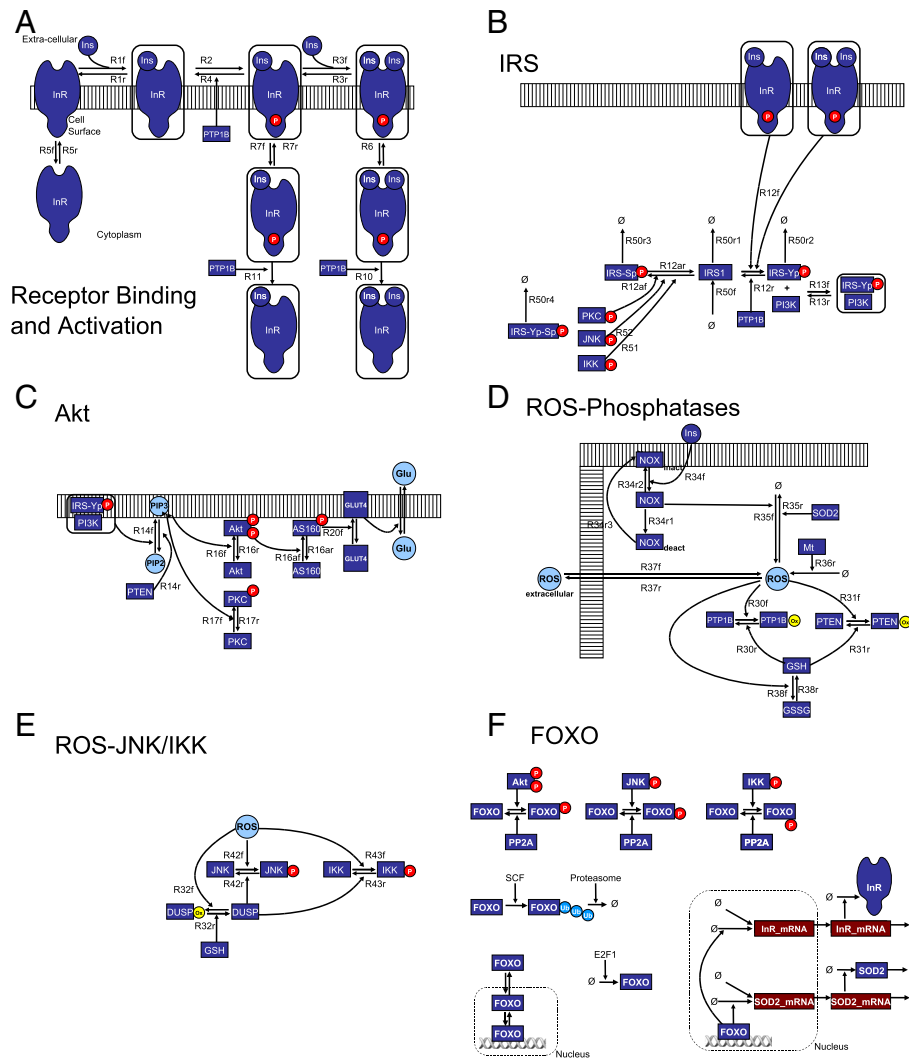 A
Extra-cellular
Ins
R1f
R1r
Ins
R2
R4
Ins
Ins
R3f
R3r
Ins
Ins
InR
InR
InR
InR
Cell
Surface
PTP1B
P
P
R5f
R5r
R7f
R7r
R6
InR
Cytoplasm
Ins
InR
P
Ins
Ins
InR
P
PTP1B
R11
PTP1B
R10
Ins
InR
Ins
Ins
InR
Receptor Binding
and Activation
B
IRS
Ins
InR
P
Ins
Ins
InR
P
R12f
Ø
R50r3
Ø
R50r1
Ø
R50r2
IRS-Sp
P
R12ar
R12af
IRS1
IRS-Yp
P
R12r
+
PI3K
R13f
R13r
IRS-Yp
P
PI3K
Ø
R50r4
IRS-Yp-Sp
P
R50f
Ø
PTP1B
PKC
P
JNK
P
R52
IKK
P
R51
C
Akt
Glu
IRS-Yp
P
PI3K
PIP3
R14f
PIP2
PTEN
R14r
P
Akt
P
R16f
R16r
Akt
P
AS160
R16af
R16ar
AS160
R20f
GLUT4
GLUT4
Glu
PKC
P
R17f
R17r
PKC
D
ROS-Phosphatases
Ins
NOX
inact
R34r2
R34f
NOX
R34r3
R34r1
NOX
deact
Ø
R35r
R35f
SOD2
Mt
R36r
Ø
ROS
extracellular
R37f
R37r
ROS
R30f
R31f
PTP1B
PTP1B
Ox
PTEN
PTEN
Ox
R30r
R31r
GSH
R38f
R38r
GSSG
E
ROS-JNK/IKK
ROS
R42f
R43f
JNK
JNK
P
IKK
IKK
P
R32f
R42r
R43r
DUSP
Ox
DUSP
R32r
GSH
F
FOXO
Akt
P
P
JNK
P
IKK
P
FOXO
FOXO
P
FOXO
FOXO
P
FOXO
FOXO
P
PP2A
PP2A
PP2A
SCF
Proteasome
FOXO
FOXO
Ub
Ub
Ub
Ø
FOXO
FOXO
FOXO
Nucleus
E2F1
Ø
FOXO
InR
Ø
Ø
Ø
InR_mRNA
InR_mRNA
Ø
Ø
Ø
SOD2
SOD2_mRNA
SOD2_mRNA
FOXO
Nucleus